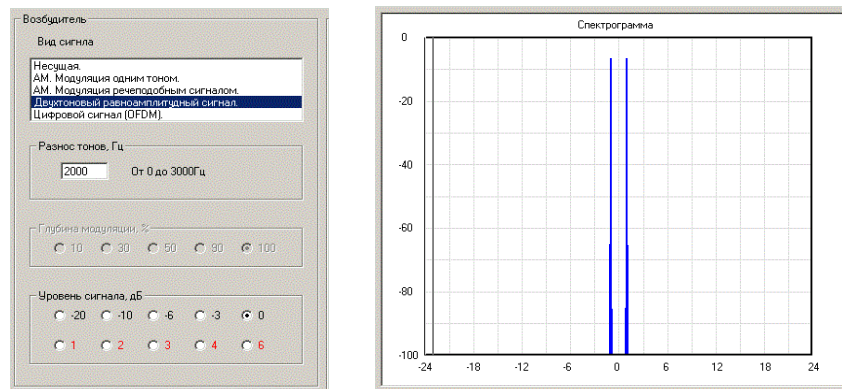 Возбудитель
Вид сигнла
Несущая.
АМ. Модуляция одним тоном.
АМ. Модуляция речеподобным сигналом.
Двухтоновый равноамплитудный сигнал.
Цифровой сигнал (OFDM).
Разнос тонов, Гц
2000 От 0 до 3000Гц
Глубина модуляции, %
10 30 50 90 100
Уровень сигнала, дБ
-20 -10 -6 -3 0
1 2 3 4 6
Спектрограмма
0
-20
-40
-60
-80
-100
-24 -18 -12 -6 0 6 12 18 24